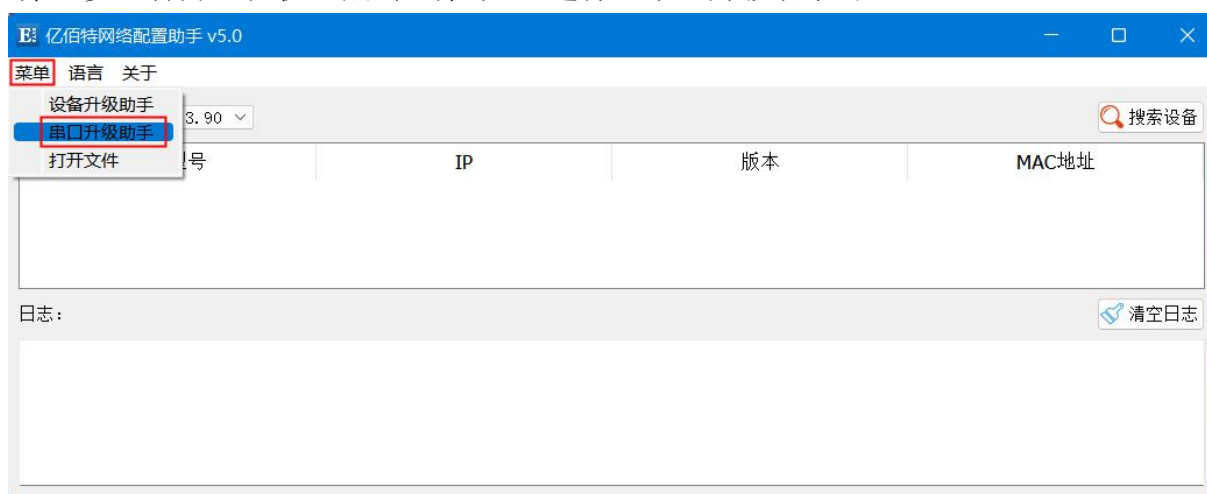 亿佰特网络配置助手 v5.0
菜单 语言 关于
设备升级助手
3.90
搜索设备
串口升级助手
打开文件
号 IP 版本 MAC地址
日志：
清空日志